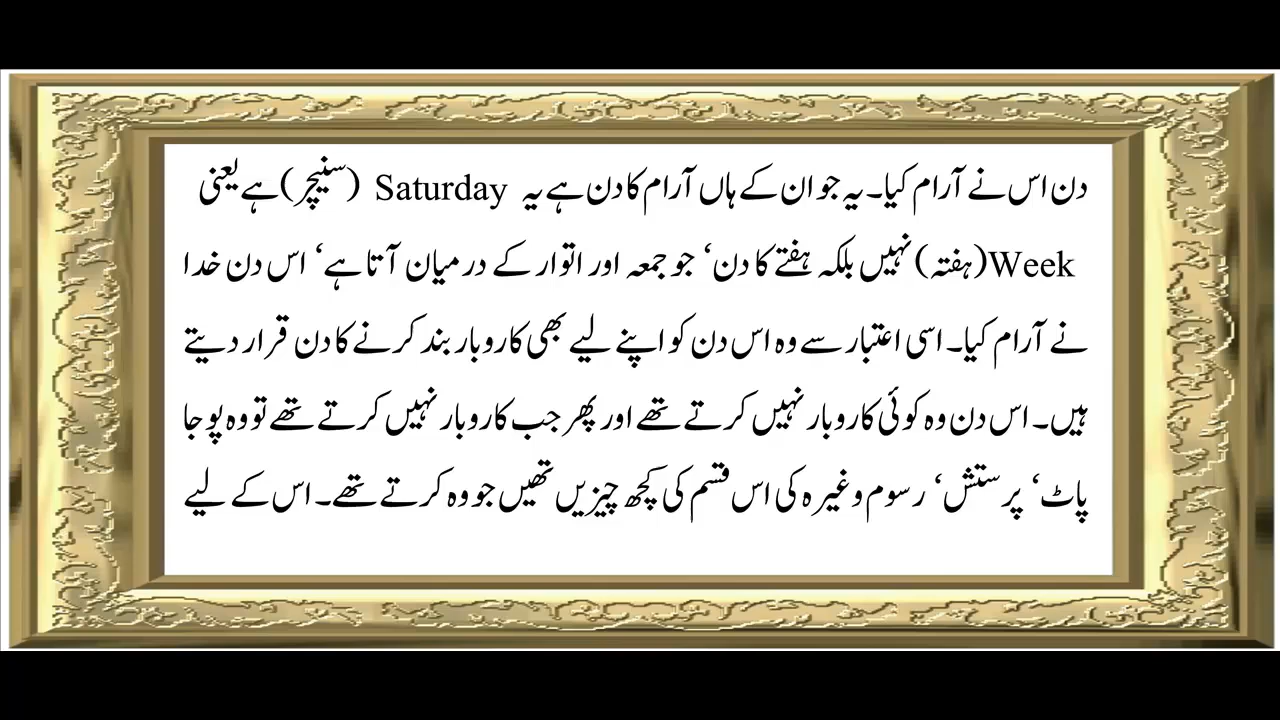 دن اس نے آرام کیا۔ یہ جو ان کے ہاں آرام کا دن ہے یہ Saturday (سنیچر) ہے یعنی
Week (ہفتہ) نہیں بلکہ ہفتے کا دن‘ جو جمعہ اور اتوار کے درمیان آتا ہے‘ اس دن خدا
نے آرام کیا۔ اسی اعتبار سے وہ اس دن کو اپنے لیے بھی کاروبار بند کرنے کا دن قرار دیتے
ہیں۔ اس دن وہ کوئی کاروبار نہیں کرتے تھے اور پھر جب کاروبار نہیں کرتے تھے تو وہ پوجا
پاٹ‘ پرستش‘ رسوم وغیرہ کی اس قسم کی کچھ چیزیں تھیں جو وہ کرتے تھے۔ اس کے لیے